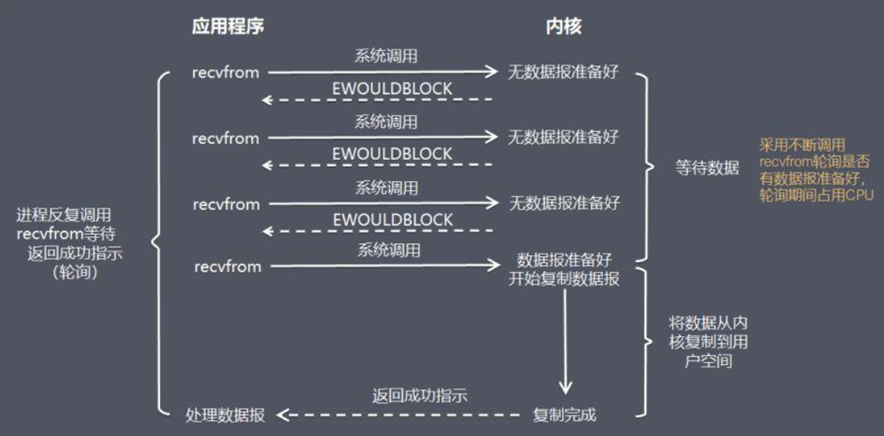 应用程序
内核
recvfrom
系统调用
无数据报准备好
EWOULDBLOCK
recvfrom
系统调用
无数据报准备好
EWOULDBLOCK
recvfrom
系统调用
无数据报准备好
EWOULDBLOCK
recvfrom
系统调用
数据报准备好
开始复制数据报
进程反复调用
recvfrom等待
返回成功指示
（轮询）
等待数据
采用不断调用
recvfrom轮询是否
有数据报准备好，
轮询期间占用CPU
将数据从内
核复制到用
户空间
处理数据报
返回成功指示
复制完成